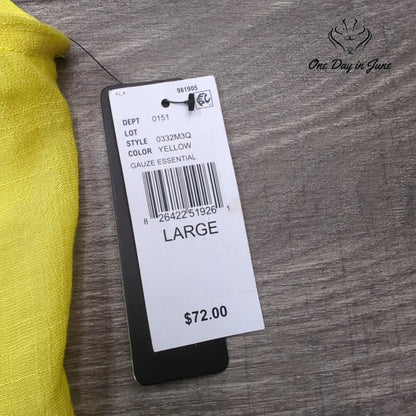 One Day in June
981905
DEPT 0151
LOT
STYLE 0332M3Q
COLOR YELLOW
GAUZE ESSENTIAL
8 26422 51926 1
LARGE
$72.00